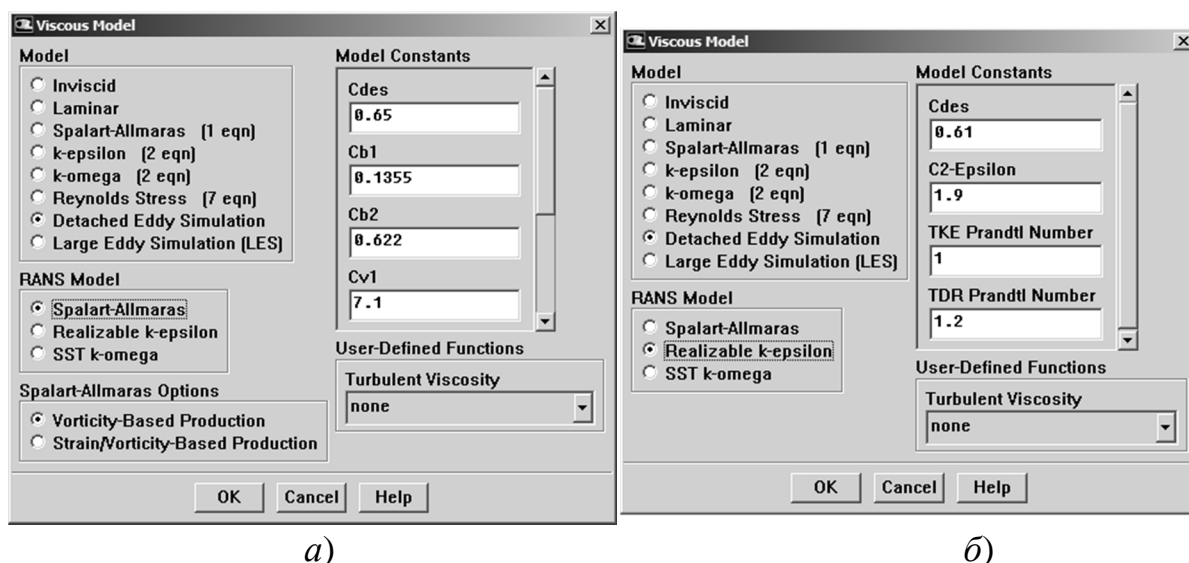 Viscous Model
Model
Inviscid
Laminar
Spalart-Allmaras (1 eqn)
k-epsilon (2 eqn)
k-omega (2 eqn)
Reynolds Stress (7 eqn)
Detached Eddy Simulation
Large Eddy Simulation (LES)
RANS Model
Spalart-Allmaras
Realizable k-epsilon
SST k-omega
Spalart-Allmaras Options
Vorticity-Based Production
Strain/Vorticity-Based Production
Model Constants
Cdes
0.65
Cb1
0.1355
Cb2
0.622
Cv1
7.1
User-Defined Functions
Turbulent Viscosity
none
OK Cancel Help
а)
Viscous Model
Model
Inviscid
Laminar
Spalart-Allmaras (1 eqn)
k-epsilon (2 eqn)
k-omega (2 eqn)
Reynolds Stress (7 eqn)
Detached Eddy Simulation
Large Eddy Simulation (LES)
RANS Model
Spalart-Allmaras
Realizable k-epsilon
SST k-omega
Model Constants
Cdes
0.61
C2-Epsilon
1.9
TKE Prandtl Number
1
TDR Prandtl Number
1.2
User-Defined Functions
Turbulent Viscosity
none
OK Cancel Help
б)